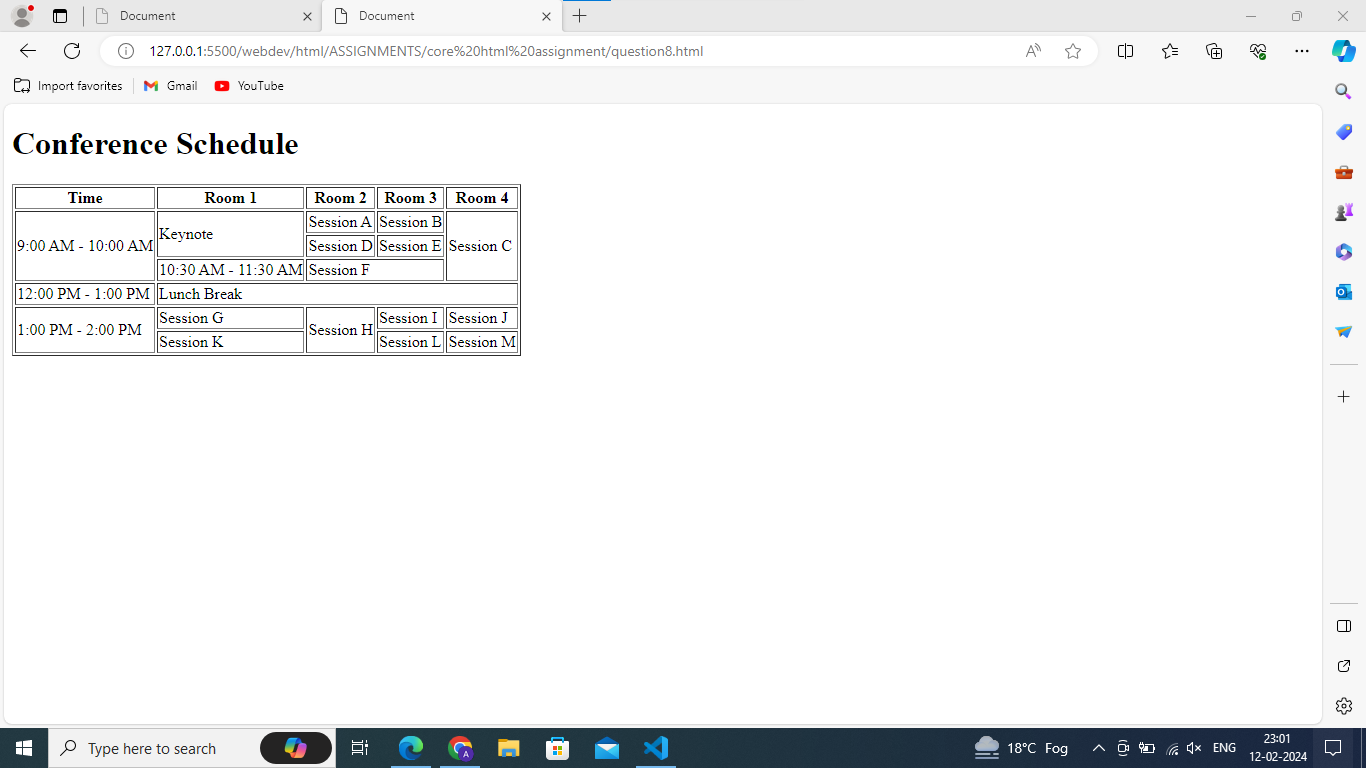 Document
Document
127.0.0.1:5500/webdev/html/ASSIGNMENTS/core%20html%20assignment/question8.html
Import favorites Gmail YouTube
Conference Schedule
Time Room 1 Room 2 Room 3 Room 4
9:00 AM - 10:00 AM Keynote Session A Session B Session C
Session D Session E
10:30 AM - 11:30 AM Session F
12:00 PM - 1:00 PM Lunch Break
1:00 PM - 2:00 PM Session G Session H Session I Session J
Session K Session L Session M
Type here to search
18°C Fog
ENG
23:01
12-02-2024